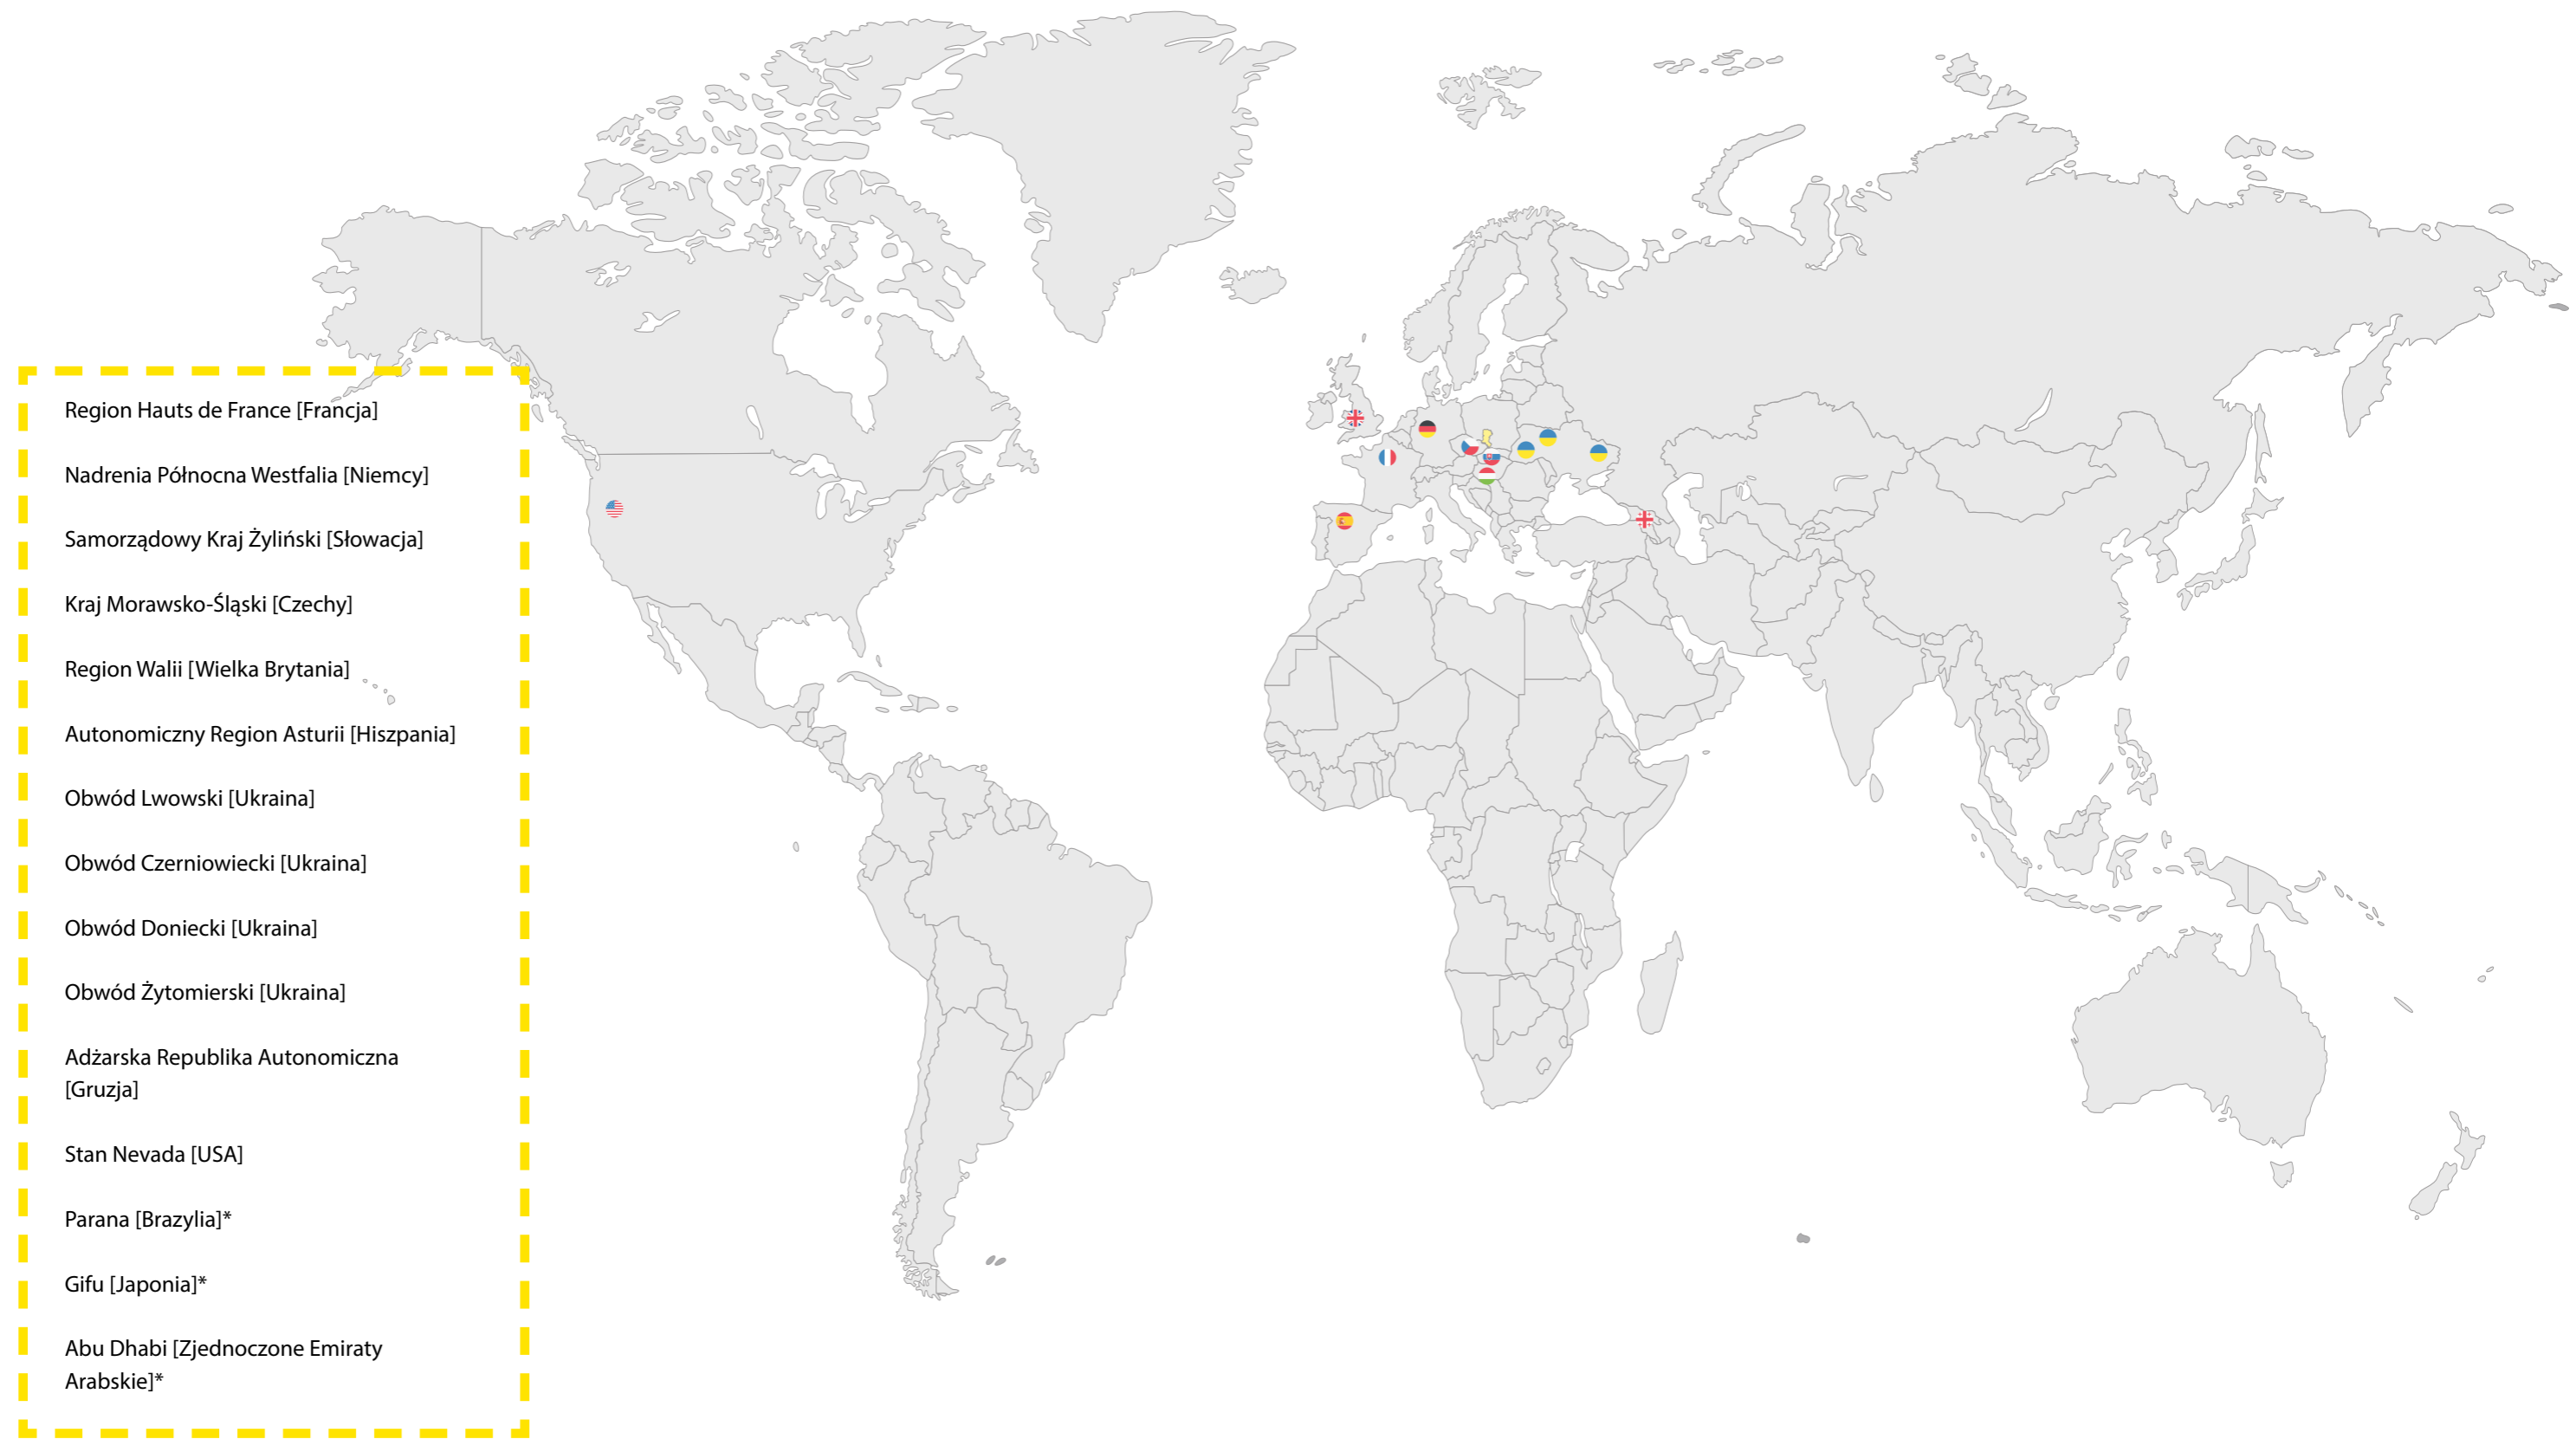 Region Hauts de France [Francja]
Nadrenia Północna Westfalia [Niemcy]
Samorządowy Kraj Żyliński [Słowacja]
Kraj Morawsko-Śląski [Czechy]
Region Walii [Wielka Brytania]
Autonomiczny Region Asturii [Hiszpania]
Obwód Lwowski [Ukraina]
Obwód Czerniowiecki [Ukraina]
Obwód Doniecki [Ukraina]
Obwód Żytomierski [Ukraina]
Adżarska Republika Autonomiczna
[Gruzja]
Stan Nevada [USA]
Parana [Brazylia]*
Gifu [Japonia]*
Abu Dhabi [Zjednoczone Emiraty
Arabskie]*